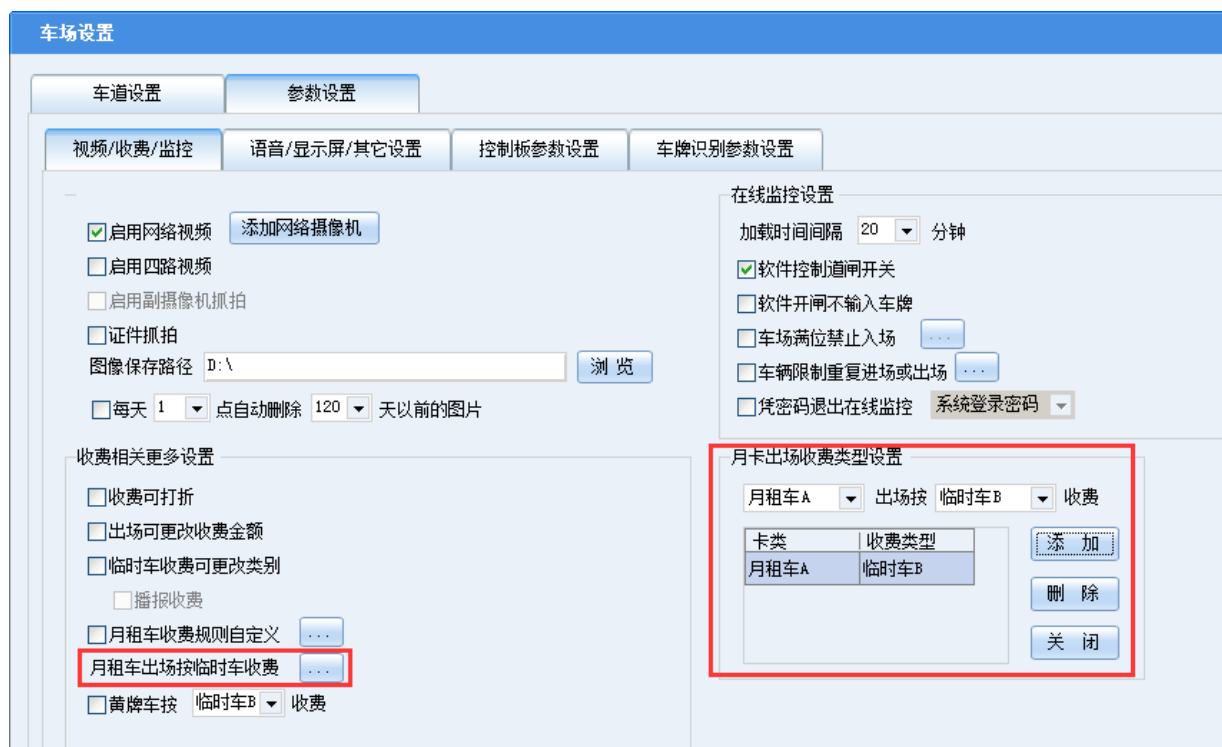 车场设置
车道设置 参数设置
视频/收费/监控 语音/显示屏/其它设置 控制板参数设置 车牌识别参数设置
启用网络视频 添加网络摄像机
启用四路视频
启用副摄像机抓拍
证件抓拍
图像保存路径 D:\ 浏 览
每天 1 点自动删除 120 天以前的图片
收费相关更多设置
收费可打折
出场可更改收费金额
临时车收费可更改类别
播报收费
月租车收费规则自定义 ...
月租车出场按临时车收费 ...
黄牌车按 临时车B 收费
在线监控设置
加载时间间隔 20 分钟
软件控制道闸开关
软件开闸不输入车牌
车场满位禁止入场 ...
车辆限制重复进场或出场 ...
凭密码退出在线监控 系统登录密码
月卡出场收费类型设置
月租车A 出场按 临时车B 收费
卡类 收费类型
月租车A 临时车B
添 加
删 除
关 闭